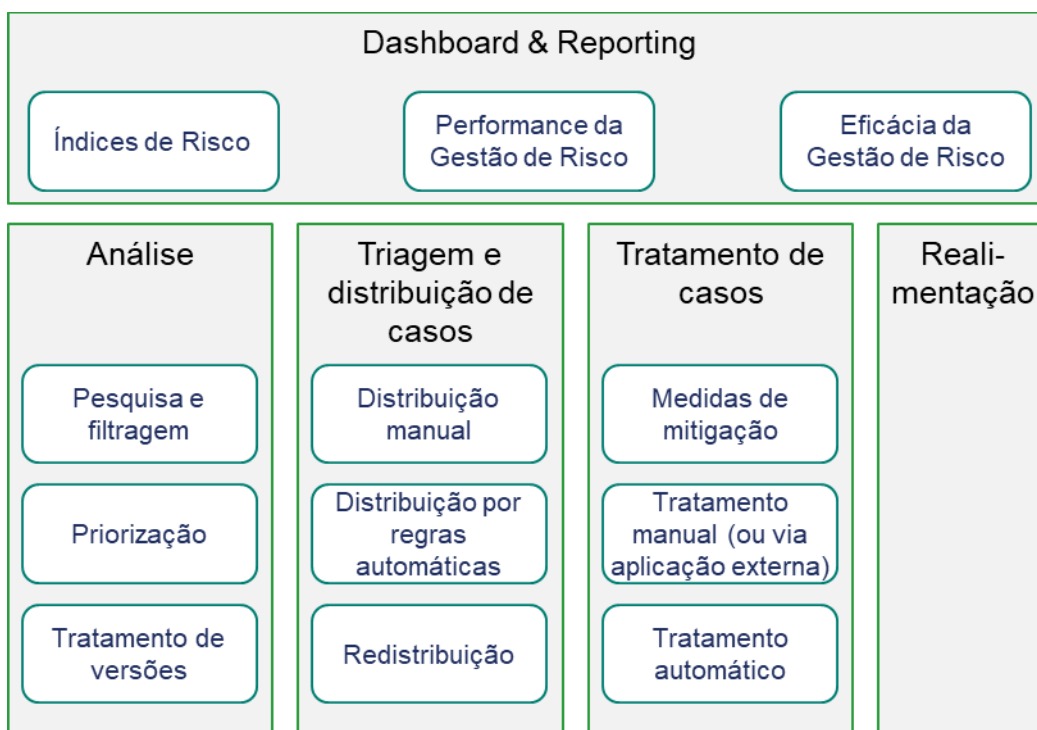 Dashboard & Reporting
Índices de Risco
Performance da
Gestão de Risco
Eficácia da
Gestão de Risco
Análise
Pesquisa e
filtragem
Priorização
Tratamento de
versões
Triagem e
distribuição de
casos
Distribuição
manual
Distribuição por
regras
automáticas
Redistribuição
Tratamento de
casos
Medidas de
mitigação
Tratamento
manual (ou via
aplicação externa)
Tratamento
automático
Reali-
mentação